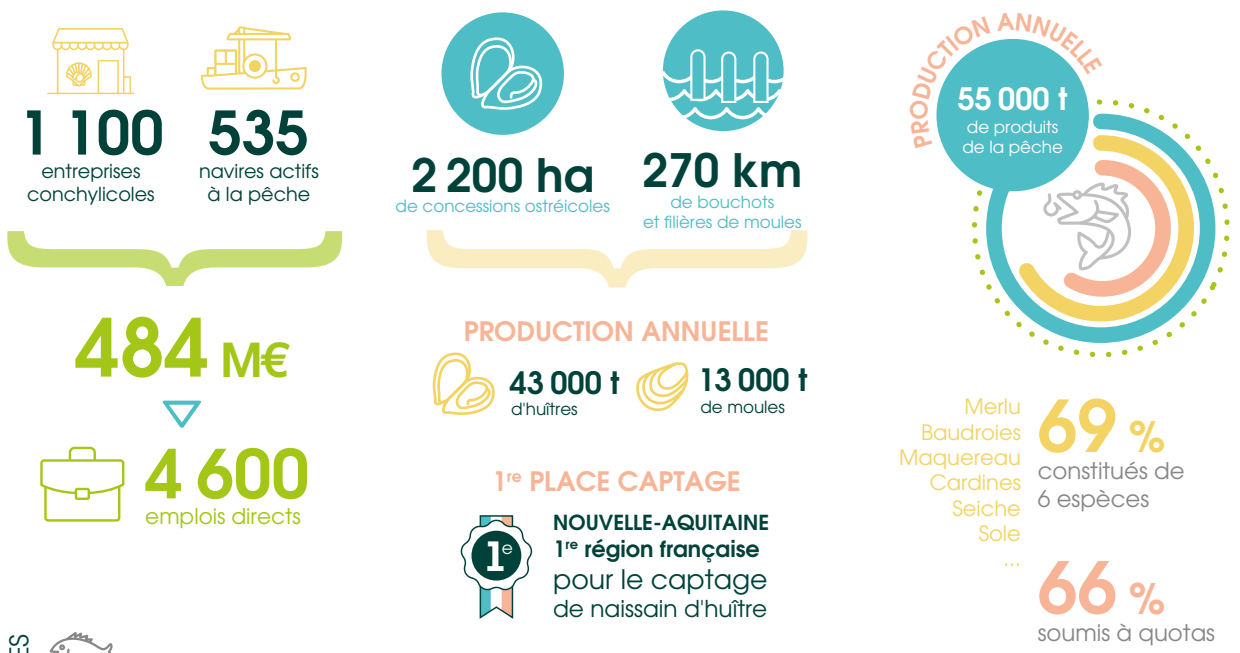 1 100
entreprises
conchylicoles
535
navires actifs
à la pêche
484 M€
4 600
emplois directs
2 200 ha
de concessions ostréicoles
270 km
de bouchots
et filières de moules
PRODUCTION ANNUELLE
43 000 t
d'huîtres
13 000 t
de moules
1re PLACE CAPTAGE
1e
NOUVELLE-AQUITAINE
1re région française
pour le captage
de naissain d'huître
PRODUCTION ANNUELLE
55 000 t
de produits
de la pêche
Merlu
Baudroies
Maquereau
Cardines
Seiche
Sole
...
69 %
constitués de
6 espèces
66 %
soumis à quotas
ES